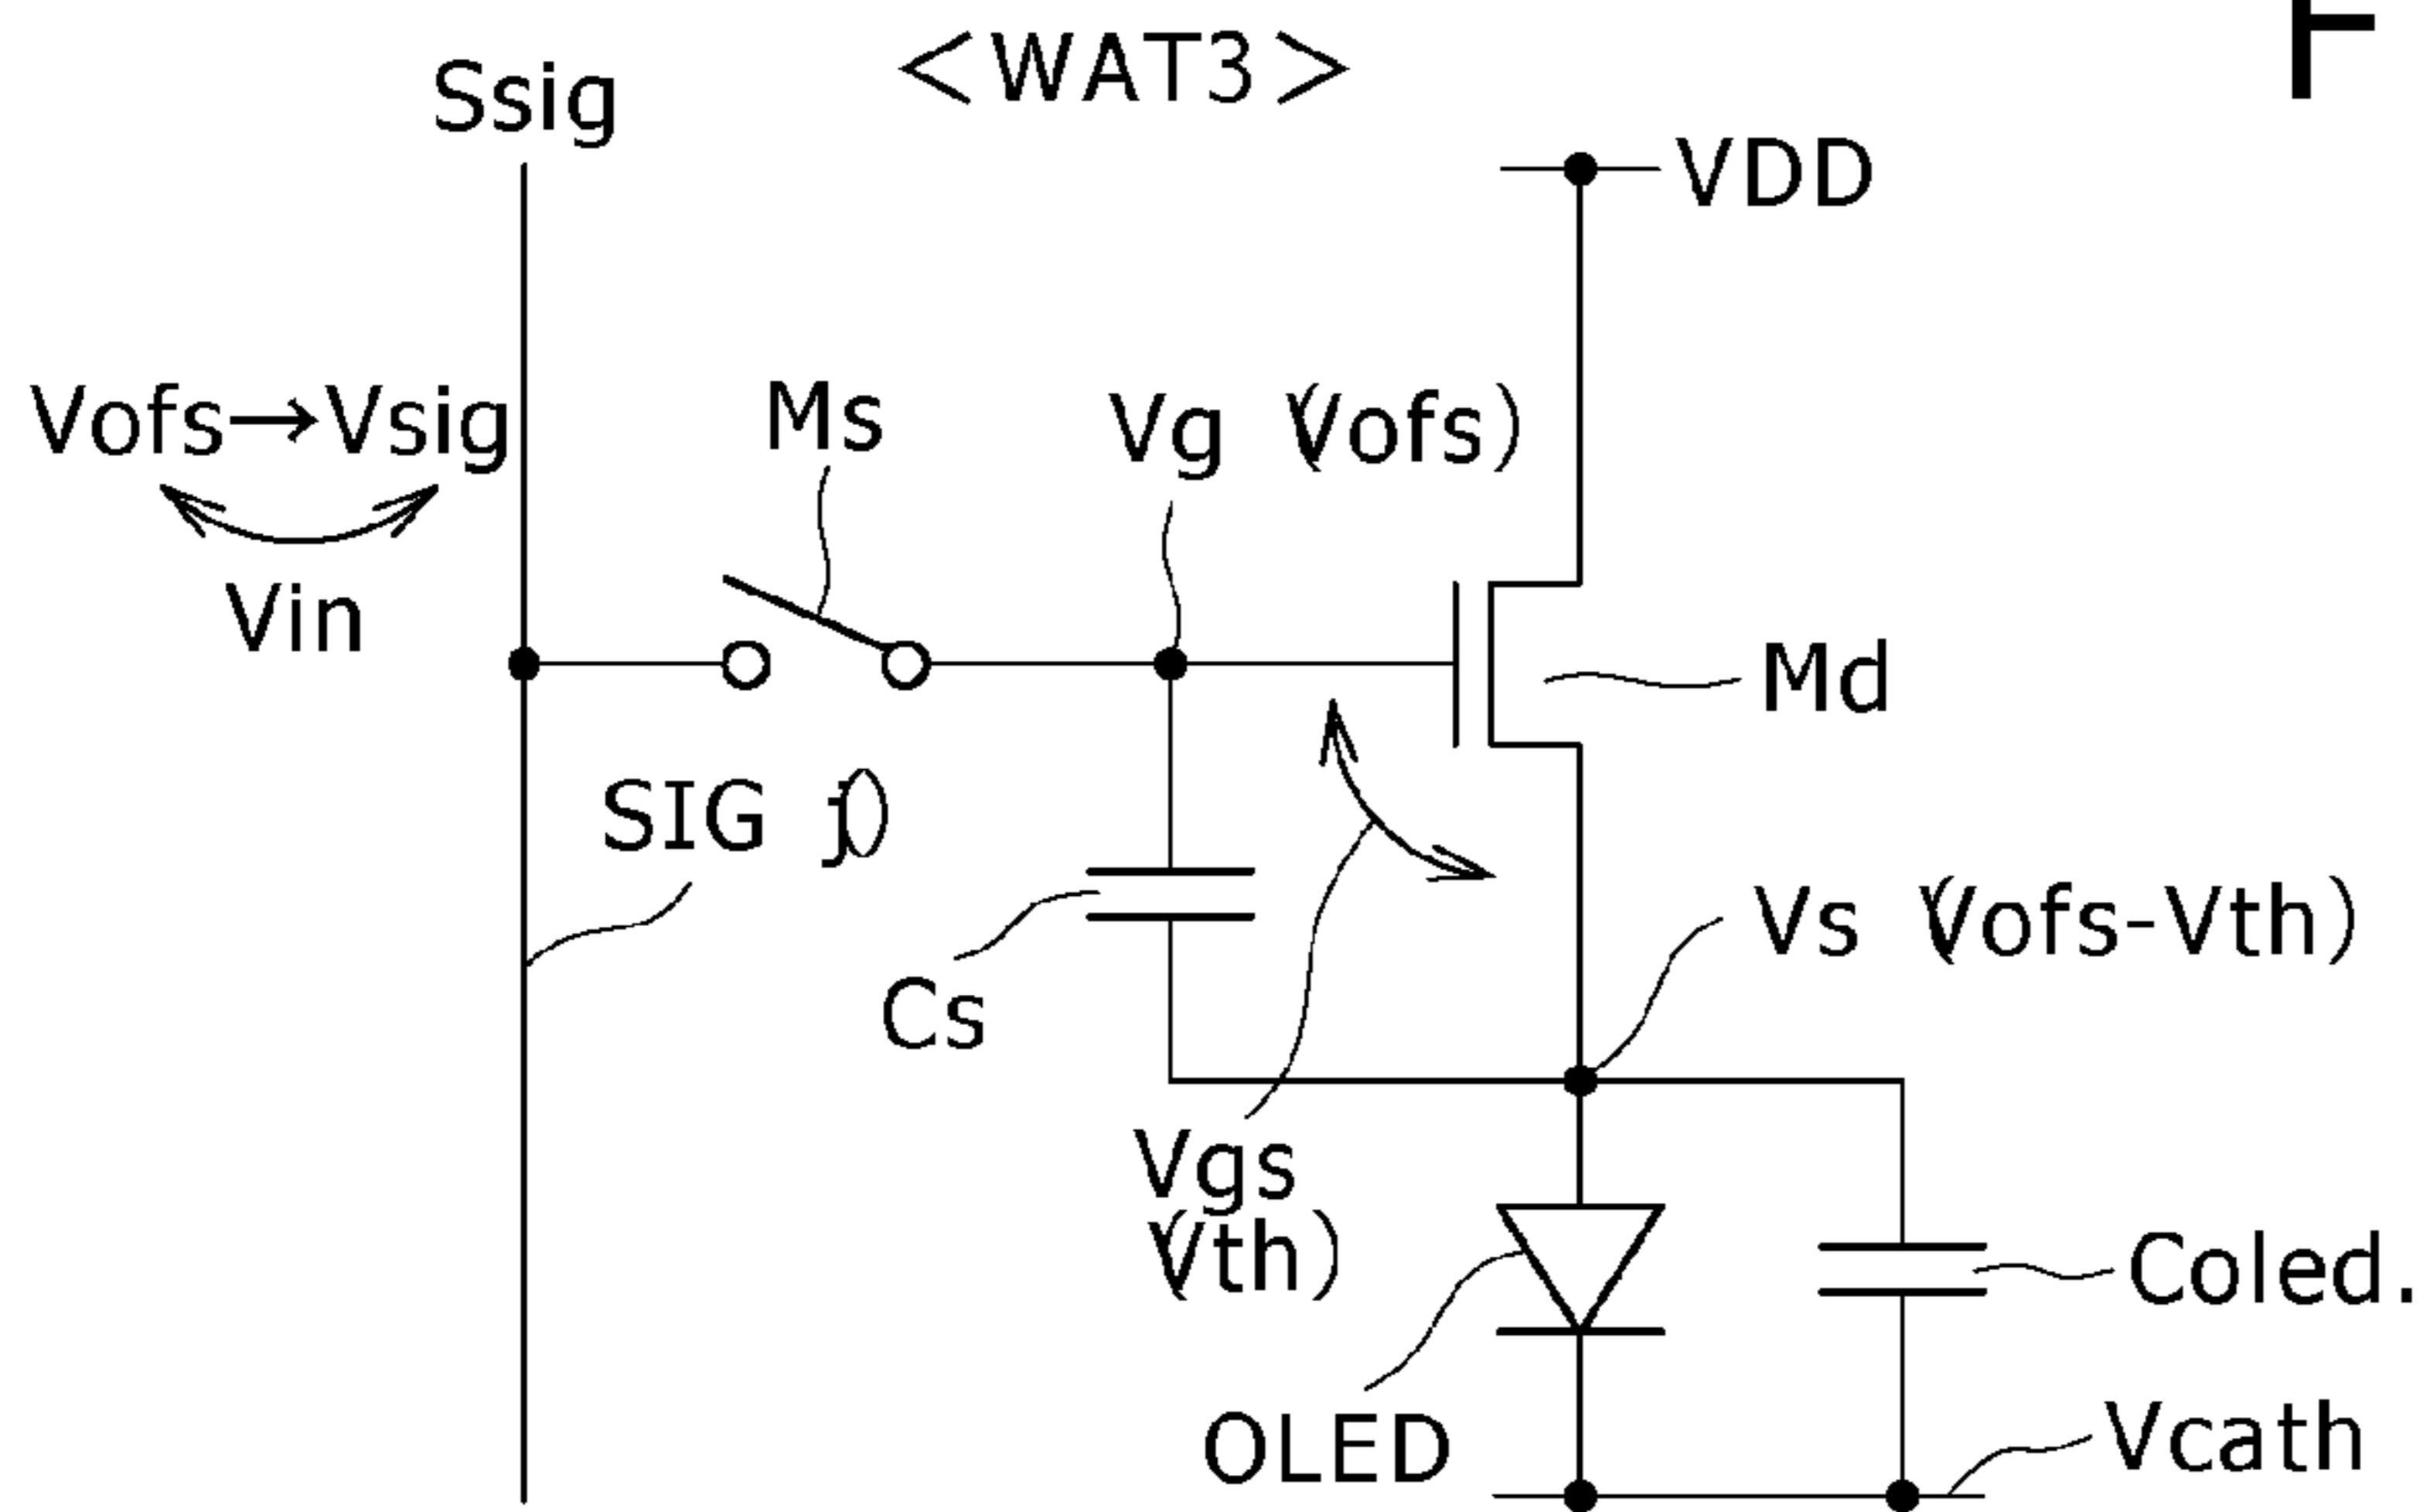 <WAT3>
Ssig
VDD
Vofs→Vsig
Ms
Vg (Vofs)
Vin
Md
SIG (j)
Vs (Vofs-Vth)
Cs
Vgs
(Vth)
Coled.
OLED
Vcath